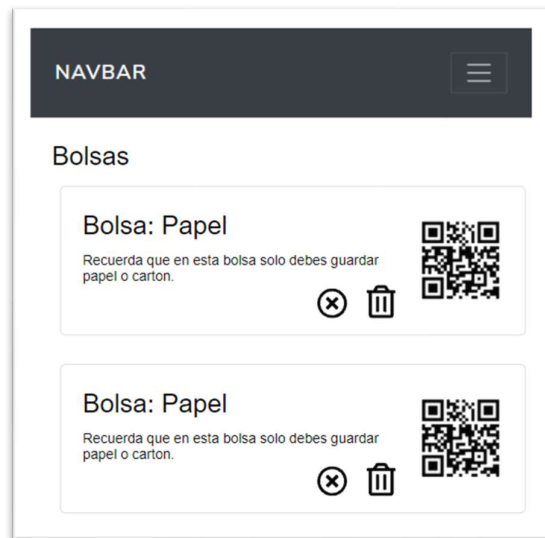 NAVBAR
Bolsas
Bolsa: Papel
Recuerda que en esta bolsa solo debes guardar
papel o carton.
Bolsa: Papel
Recuerda que en esta bolsa solo debes guardar
papel o carton.